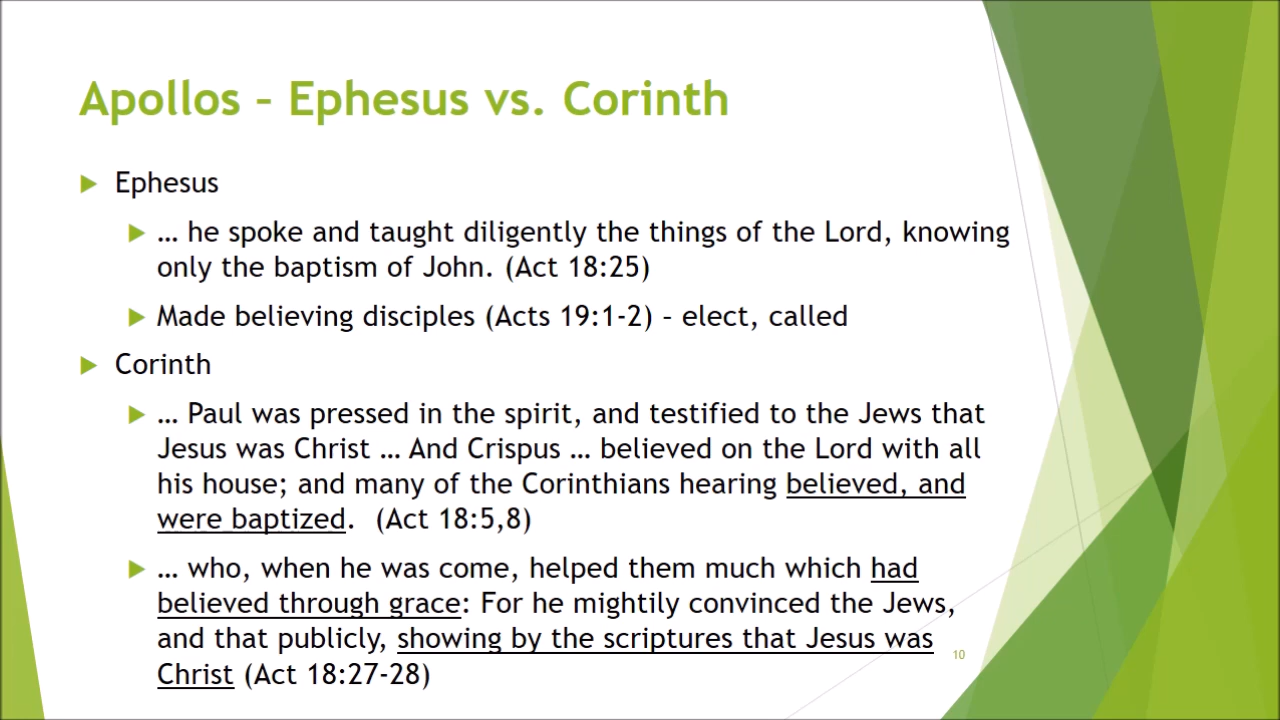 Apollos – Ephesus vs. Corinth
Ephesus
… he spoke and taught diligently the things of the Lord, knowing
only the baptism of John. (Act 18:25)
Made believing disciples (Acts 19:1-2) – elect, called
Corinth
… Paul was pressed in the spirit, and testified to the Jews that
Jesus was Christ … And Crispus … believed on the Lord with all
his house; and many of the Corinthians hearing believed, and
were baptized.  (Act 18:5,8)
… who, when he was come, helped them much which had
believed through grace: For he mightily convinced the Jews,
and that publicly, showing by the scriptures that Jesus was
Christ (Act 18:27-28)
10